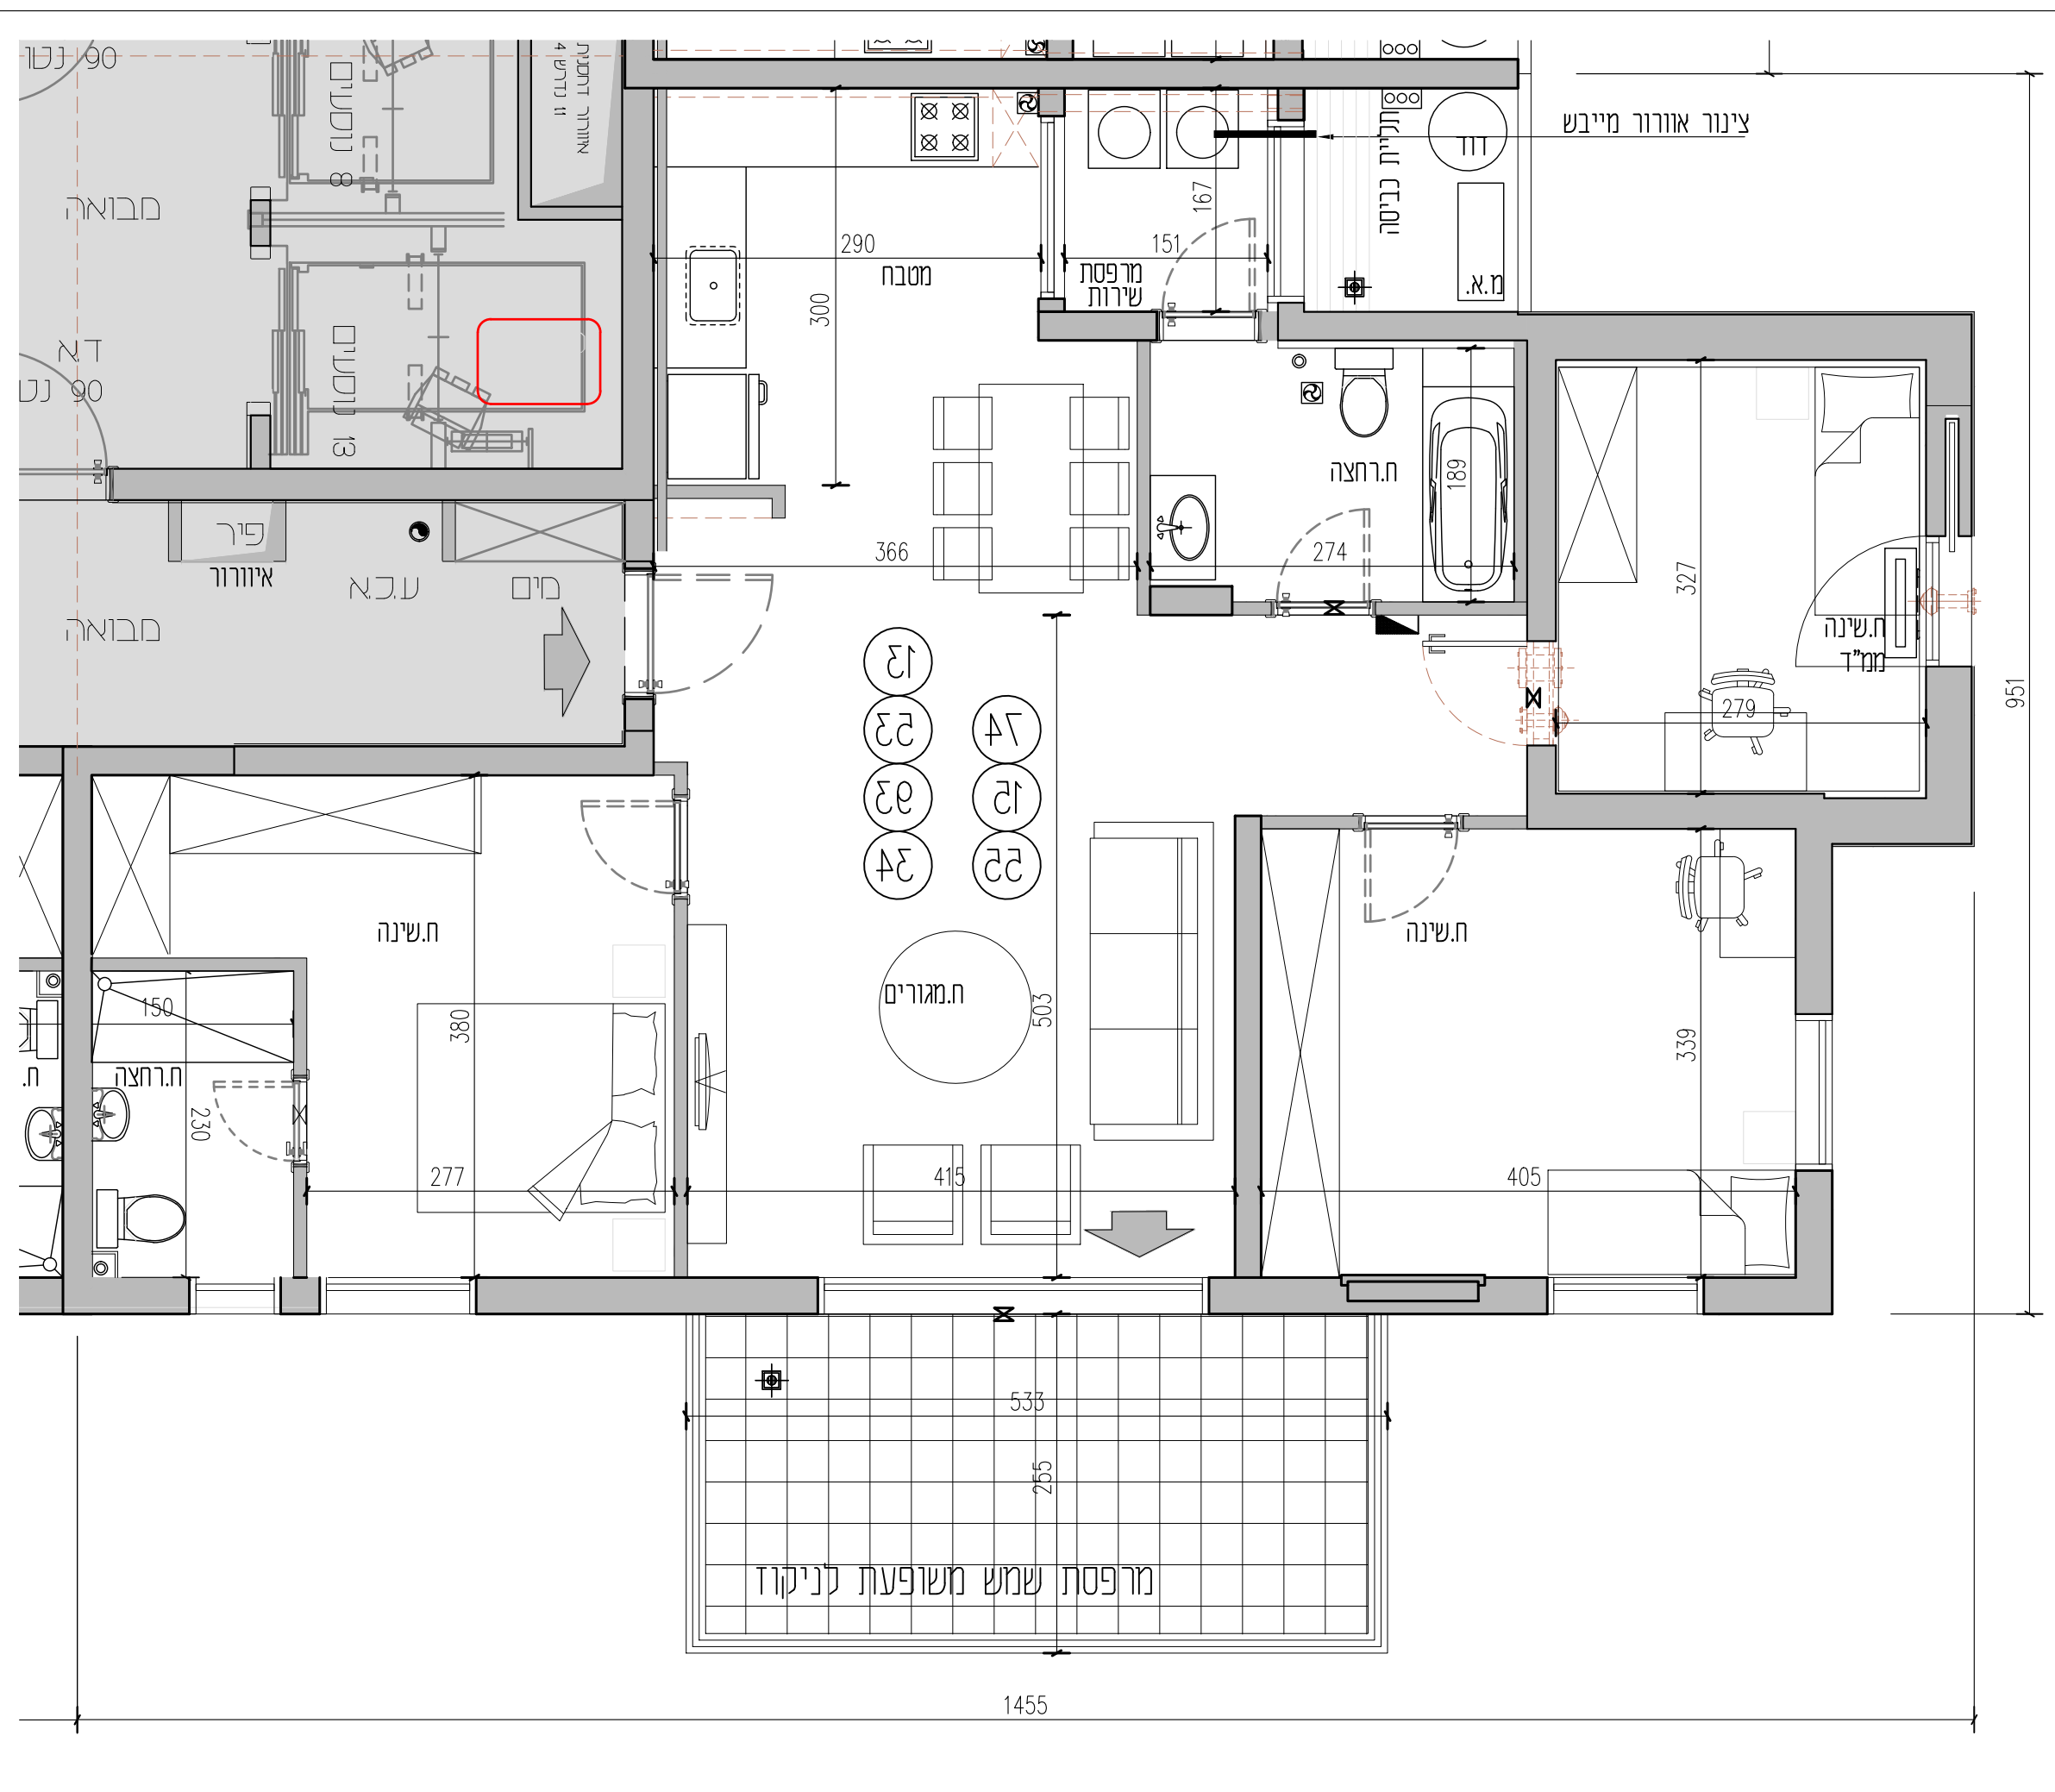 90 נטו
מבואה
8 נוסעים
איוורור דחסנית
ד.א
90 נטו
13 נוסעים
פיר
איוורור
ע.כ.א
מים
מבואה
צינור אוורור מייבש
תליית כביסה
דוד
מ.א.
167
151
מרפסת
שירות
290
מטבח
300
366
274
189
ח.רחצה
327
ח.שינה
ממ"ד
279
951
13
53
93
34
74
15
55
ח.שינה
380
277
150
ח.רחצה
230
ח.
ח.מגורים
503
415
ח.שינה
339
405
533
255
מרפסת שמש משופעת לניקוז
1455